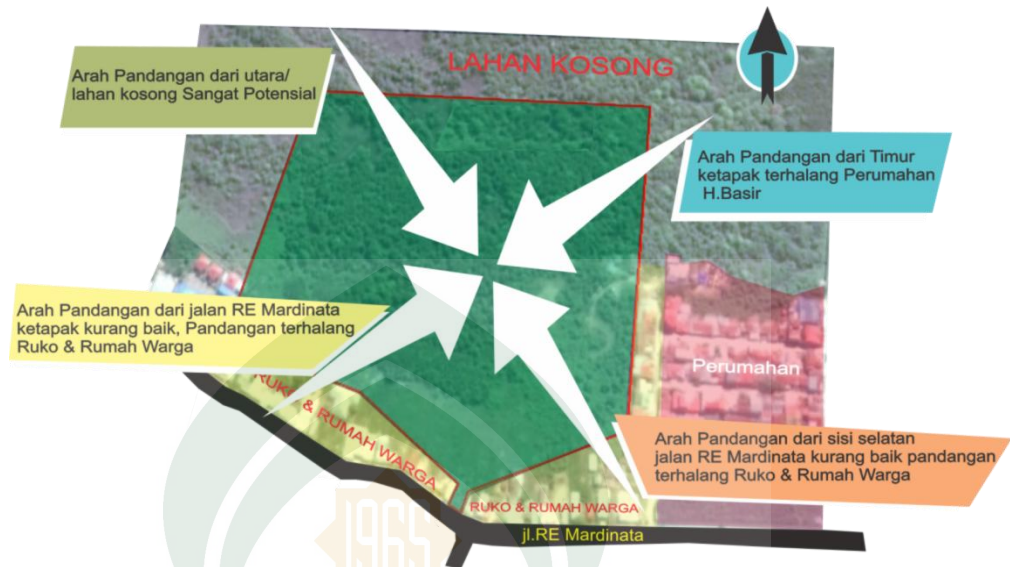 LAHAN KOSONG
Arah Pandangan dari utara/
lahan kosong Sangat Potensial
Arah Pandangan dari Timur
ketapak terhalang Perumahan
H.Basir
Arah Pandangan dari jalan RE Mardinata
ketapak kurang baik, Pandangan terhalang
Ruko & Rumah Warga
Perumahan
RUKO & RUMAH WARGA
Arah Pandangan dari sisi selatan
jalan RE Mardinata kurang baik pandangan
terhalang Ruko & Rumah Warga
RUKO & RUMAH WARGA
jl.RE Mardinata
1965